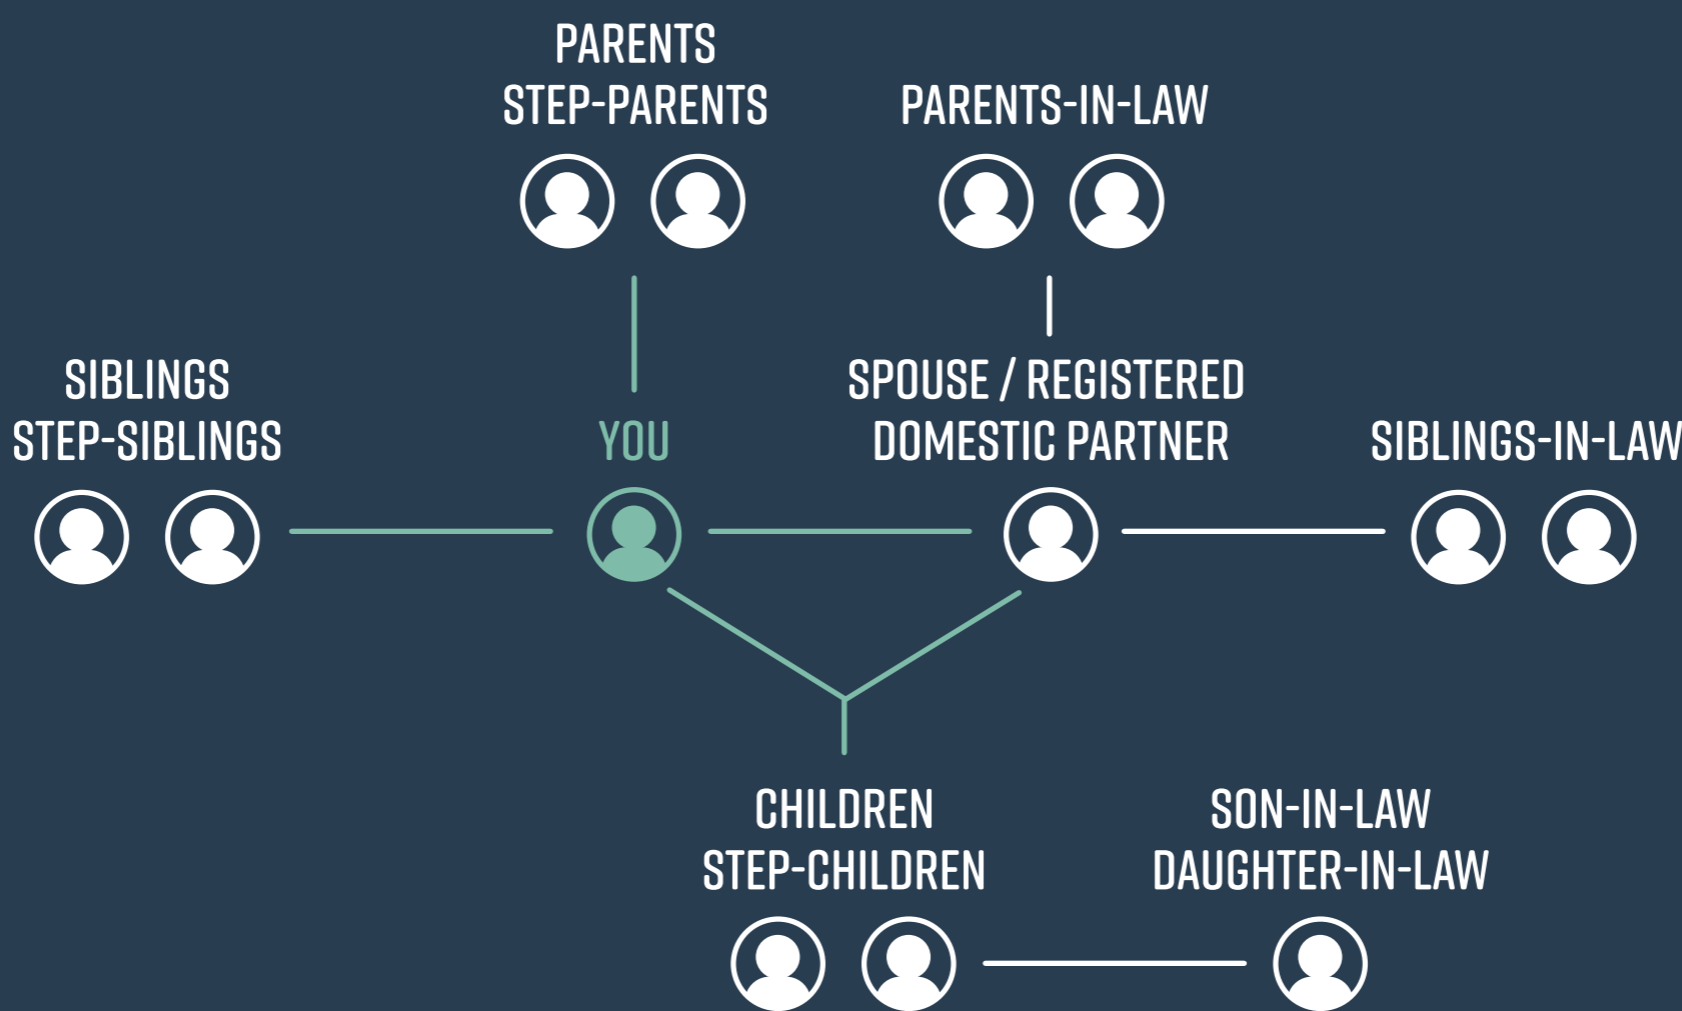 PARENTS
STEP-PARENTS
PARENTS-IN-LAW
SIBLINGS
STEP-SIBLINGS
YOU
SPOUSE / REGISTERED
DOMESTIC PARTNER
SIBLINGS-IN-LAW
CHILDREN
STEP-CHILDREN
SON-IN-LAW
DAUGHTER-IN-LAW